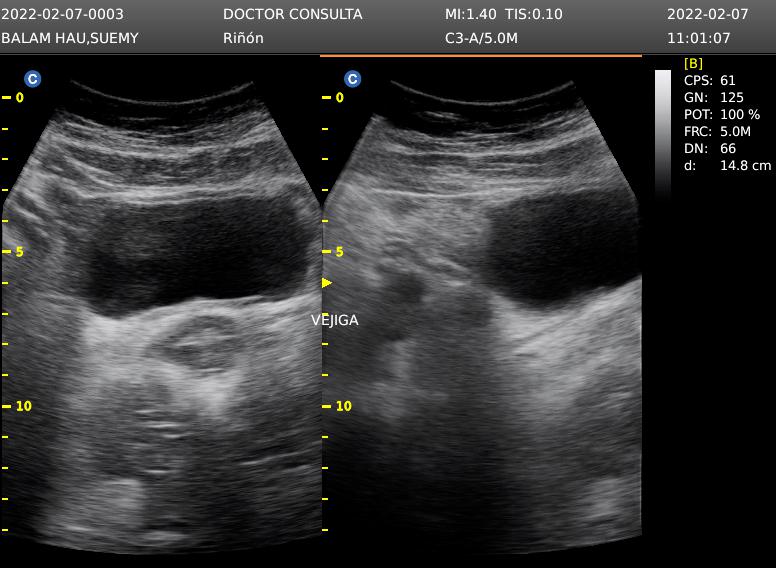 2022-02-07-0003 DOCTOR CONSULTA MI:1.40 TIS:0.10 2022-02-07
BALAM HAU,SUEMY Riñón C3-A/5.0M 11:01:07
[B]
C C
CPS: 61
GN: 125
POT: 100 %
FRC: 5.0M
DN: 66
d: 14.8 cm
0 0
5 5
VEJIGA
10 10